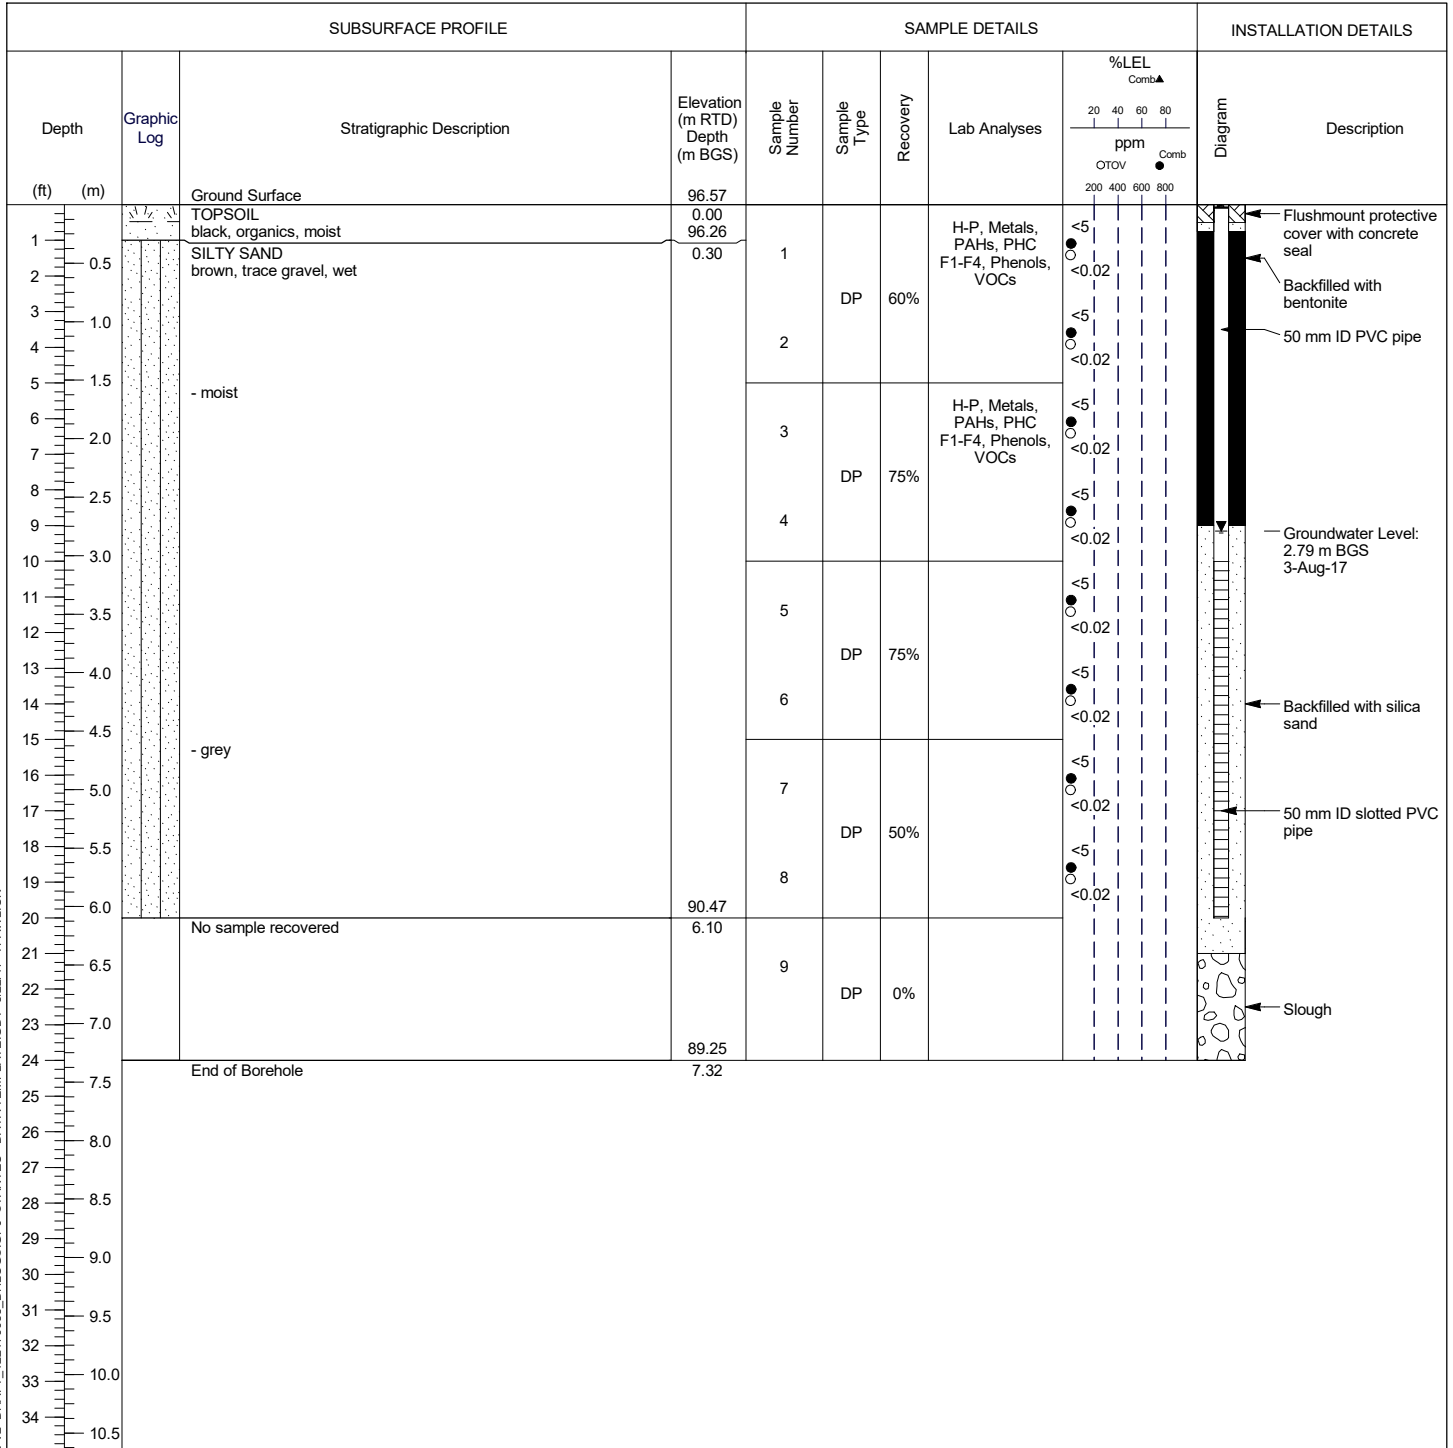 SUBSURFACE PROFILE
SAMPLE DETAILS
INSTALLATION DETAILS
Depth
(ft) (m)
Graphic
Log
Stratigraphic Description
Elevation
(m RTD)
Depth
(m BGS)
Sample
Number
Sample
Type
Recovery
Lab Analyses
%LEL
Comb▲
20 40 60 80
ppm
OTOV ● Comb
200 400 600 800
Diagram
Description
Ground Surface 96.57
TOPSOIL 0.00
black, organics, moist 96.26
SILTY SAND 0.30
brown, trace gravel, wet
- moist
- grey
90.47
No sample recovered 6.10
89.25
End of Borehole 7.32
1
0.5
2
3
1.0
4
5
1.5
6
2.0
7
8
2.5
9
10
3.0
11
3.5
12
13
4.0
14
4.5
15
16
5.0
17
18
5.5
19
6.0
20
21
6.5
22
23
7.0
24
25
7.5
26
8.0
27
28
8.5
29
9.0
30
31
9.5
32
33
10.0
34
10.5
1
2
DP 60%
H-P, Metals,
PAHs, PHC
F1-F4, Phenols,
VOCs
3
4
DP 75%
H-P, Metals,
PAHs, PHC
F1-F4, Phenols,
VOCs
5
6
DP 75%
7
8
DP 50%
9
DP 0%
<5
<0.02
<5
<0.02
<5
<0.02
<5
<0.02
<5
<0.02
<5
<0.02
<5
<0.02
<5
<0.02
Flushmount protective
cover with concrete
seal
Backfilled with
bentonite
50 mm ID PVC pipe
Groundwater Level:
2.79 m BGS
3-Aug-17
Backfilled with silica
sand
50 mm ID slotted PVC
pipe
Slough